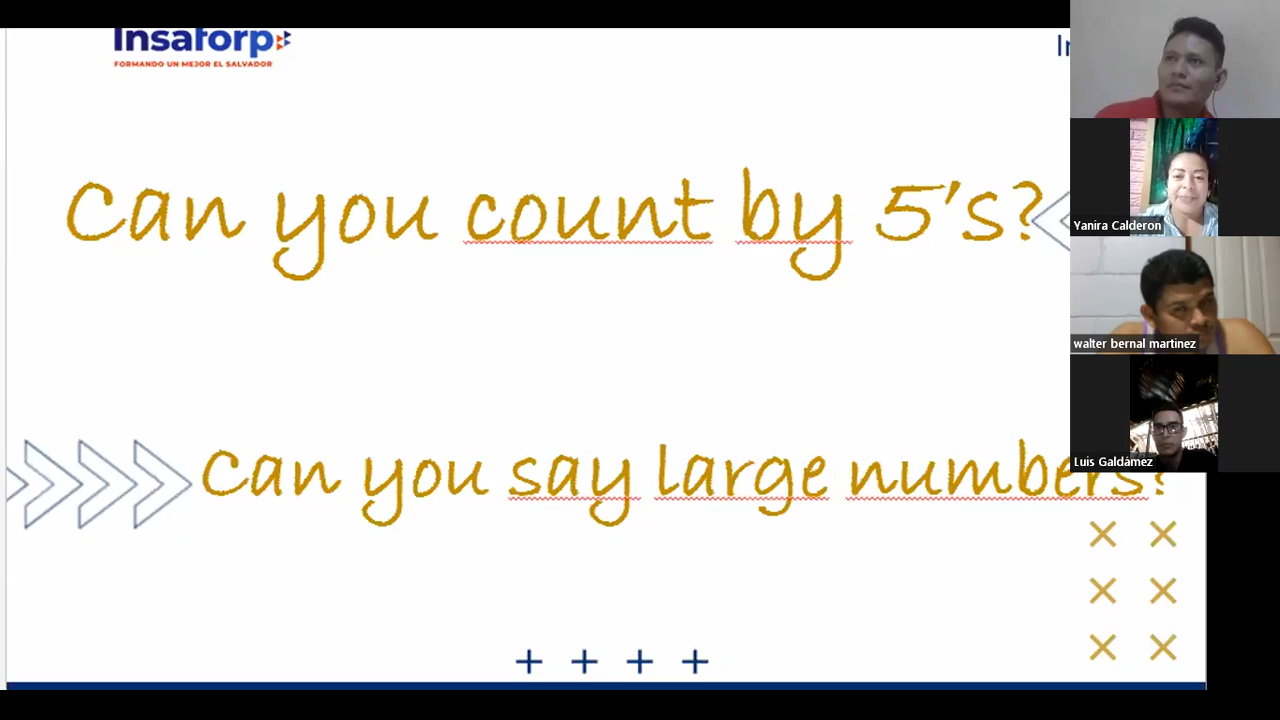 Insaforp
FORMANDO UN MEJOR EL SALVADOR
Can you count by 5's?
Yanira Calderon
walter bernal martinez
Luis Galdámez
Can you say large numbers?